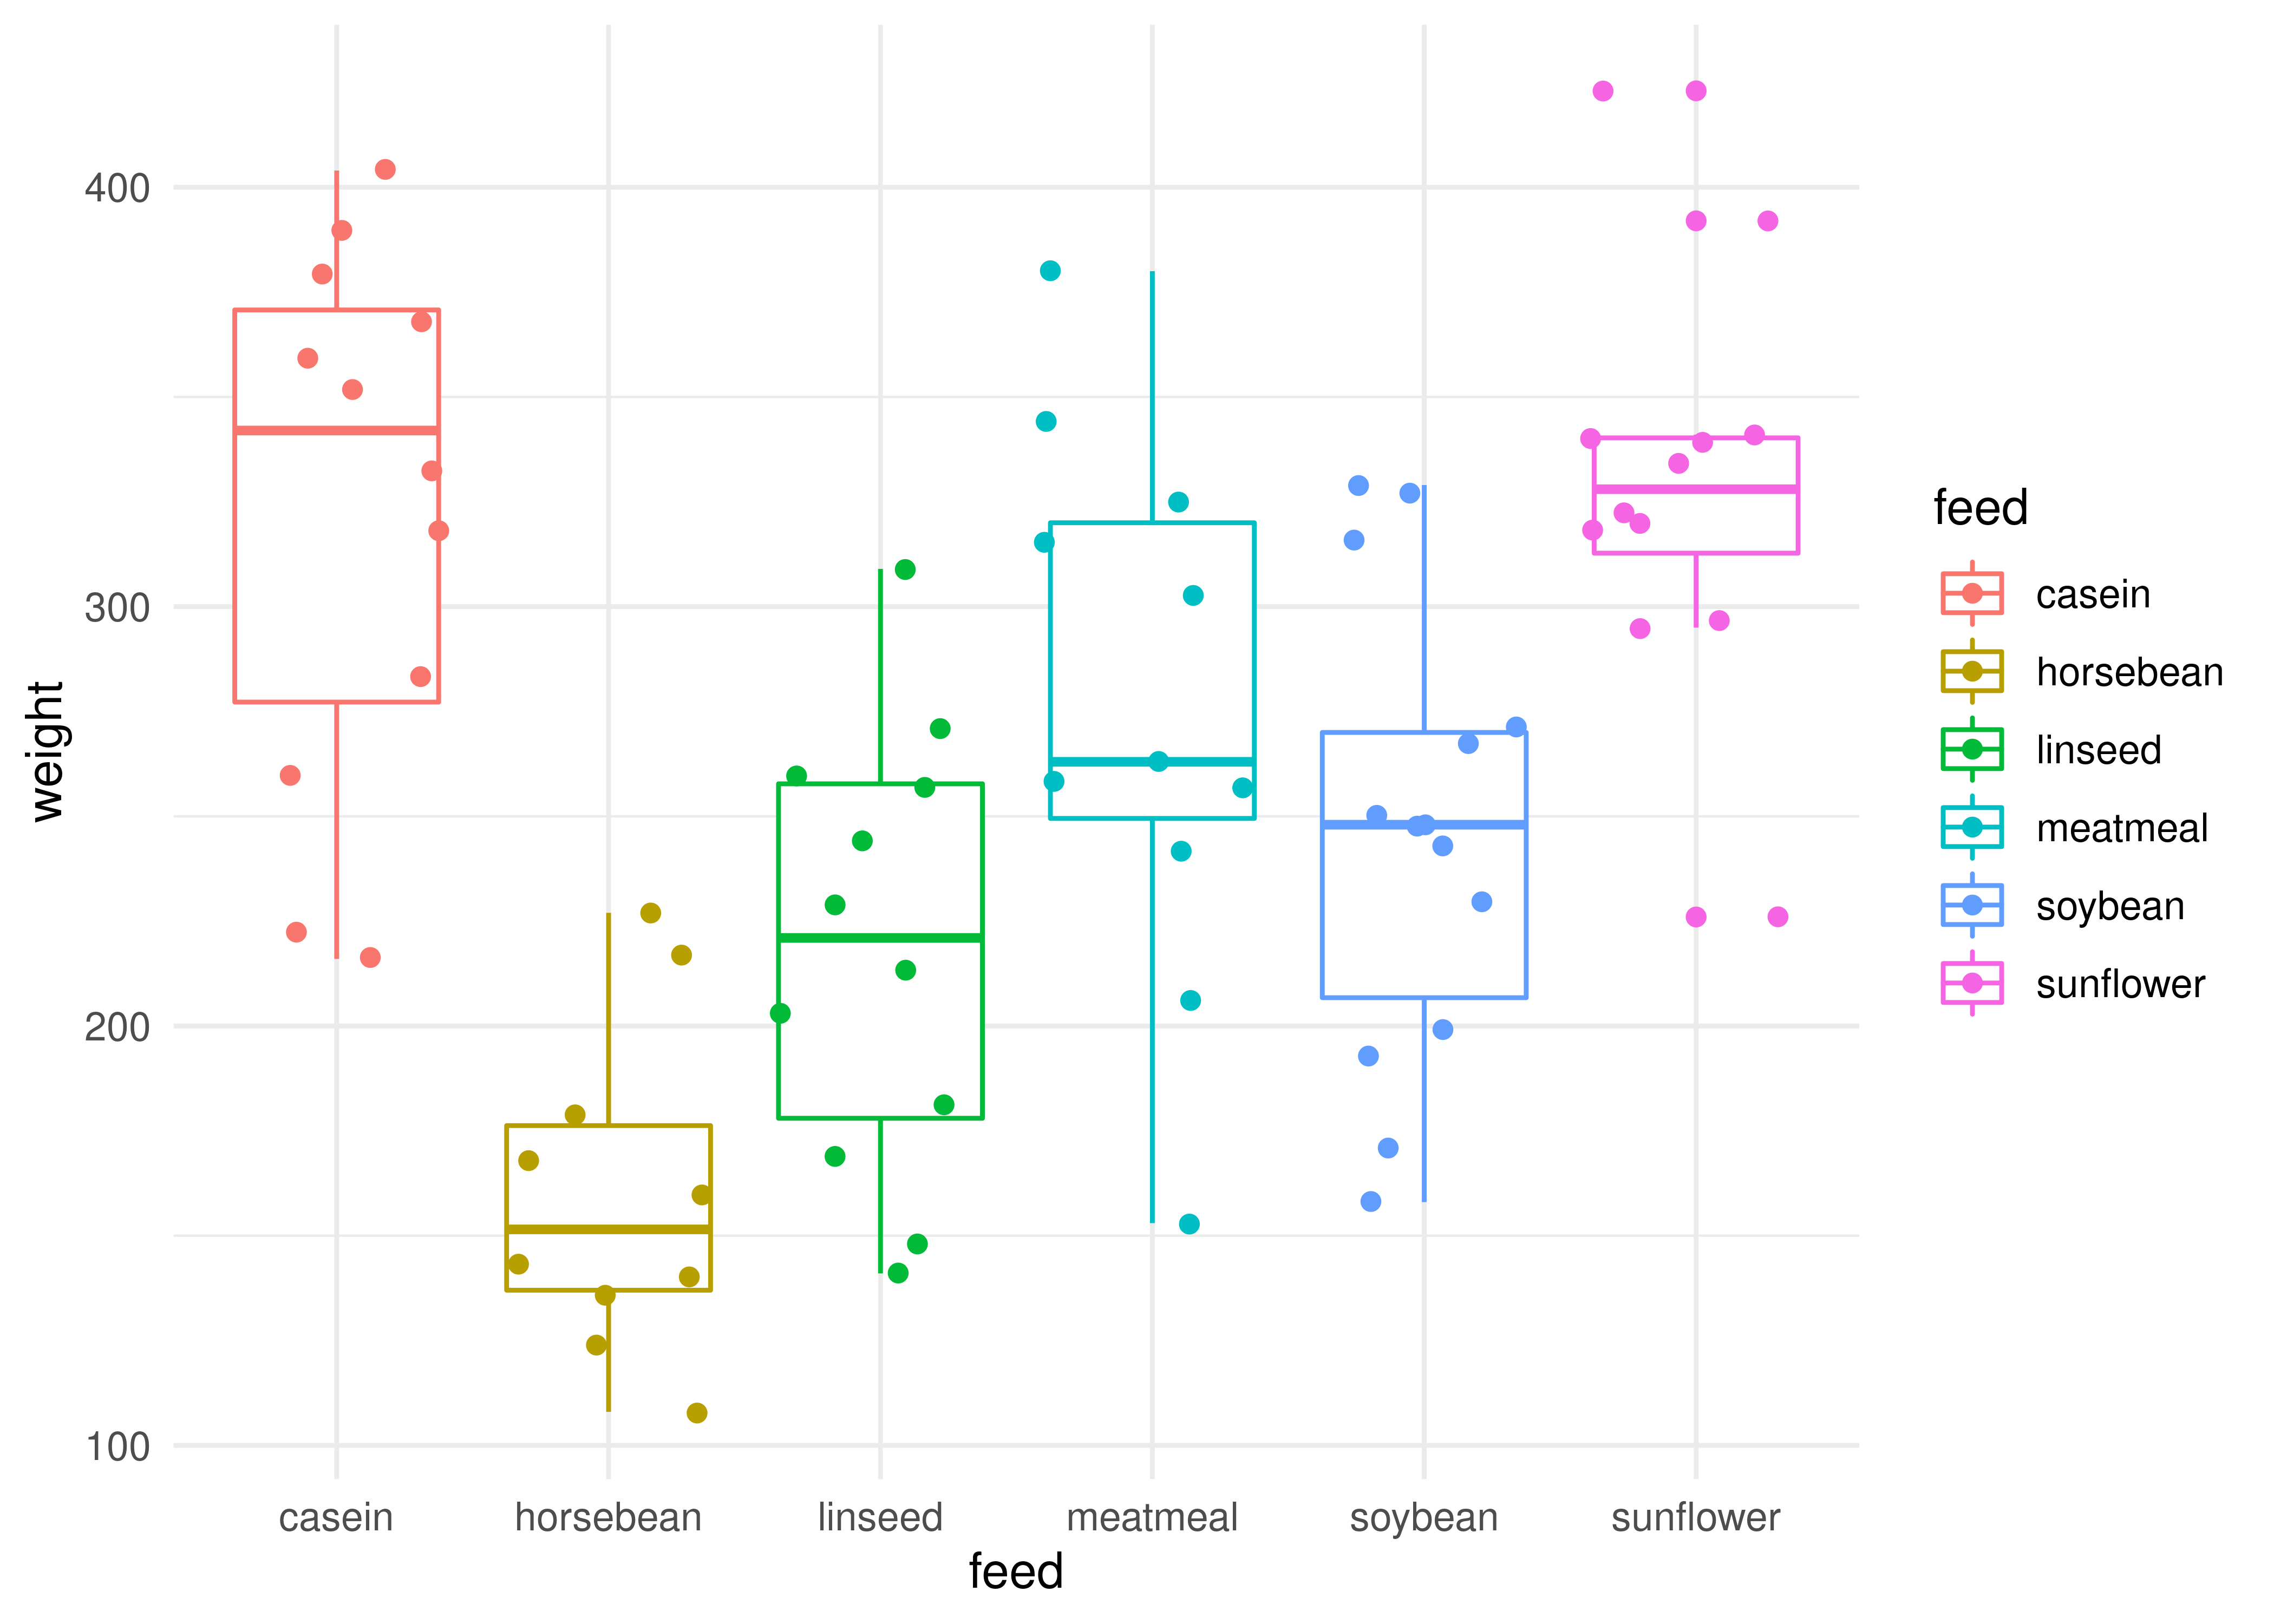 weight
400
300
200
100
casein
horsebean
linseed
meatmeal
soybean
sunflower
feed
feed
casein
horsebean
linseed
meatmeal
soybean
sunflower